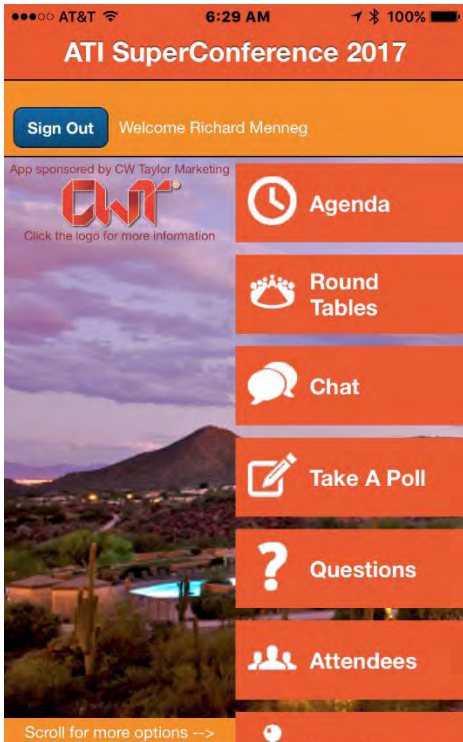 AT&T 6:29 AM 100%
ATI SuperConference 2017
Sign Out Welcome Richard Menneg
App sponsored by CW Taylor Marketing
CWT®
Click the logo for more information
Agenda
Round
Tables
Chat
Take A Poll
Questions
Attendees
Scroll for more options -->